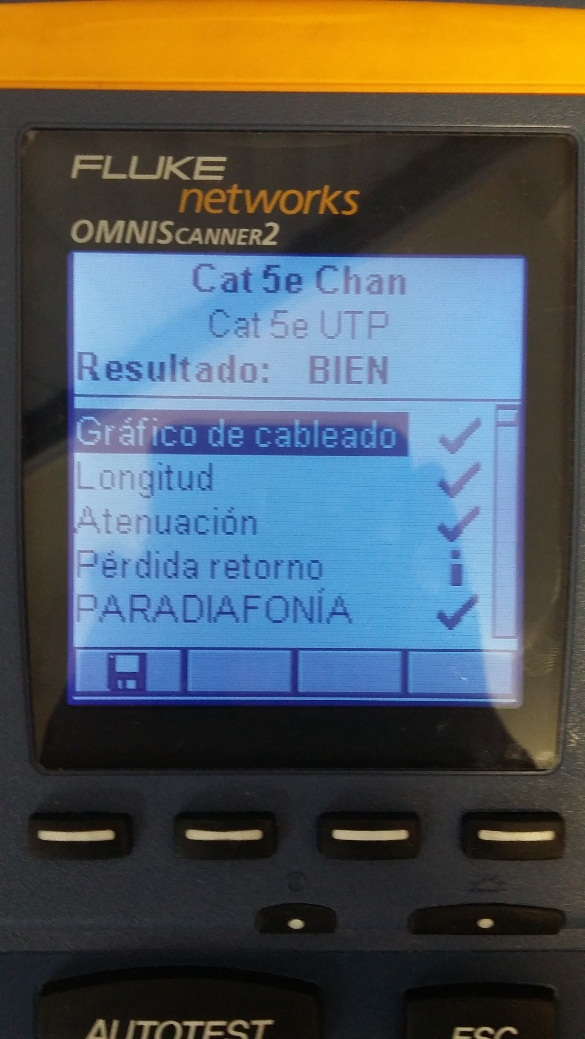 FLUKE
networks
OMNISCANNER2
Cat 5e Chan
Cat 5e UTP
Resultado: BIEN
Gráfico de cableado
Longitud
Atenuación
Pérdida retorno i
PARADIAFONÍA
AUTOTEST
ESC